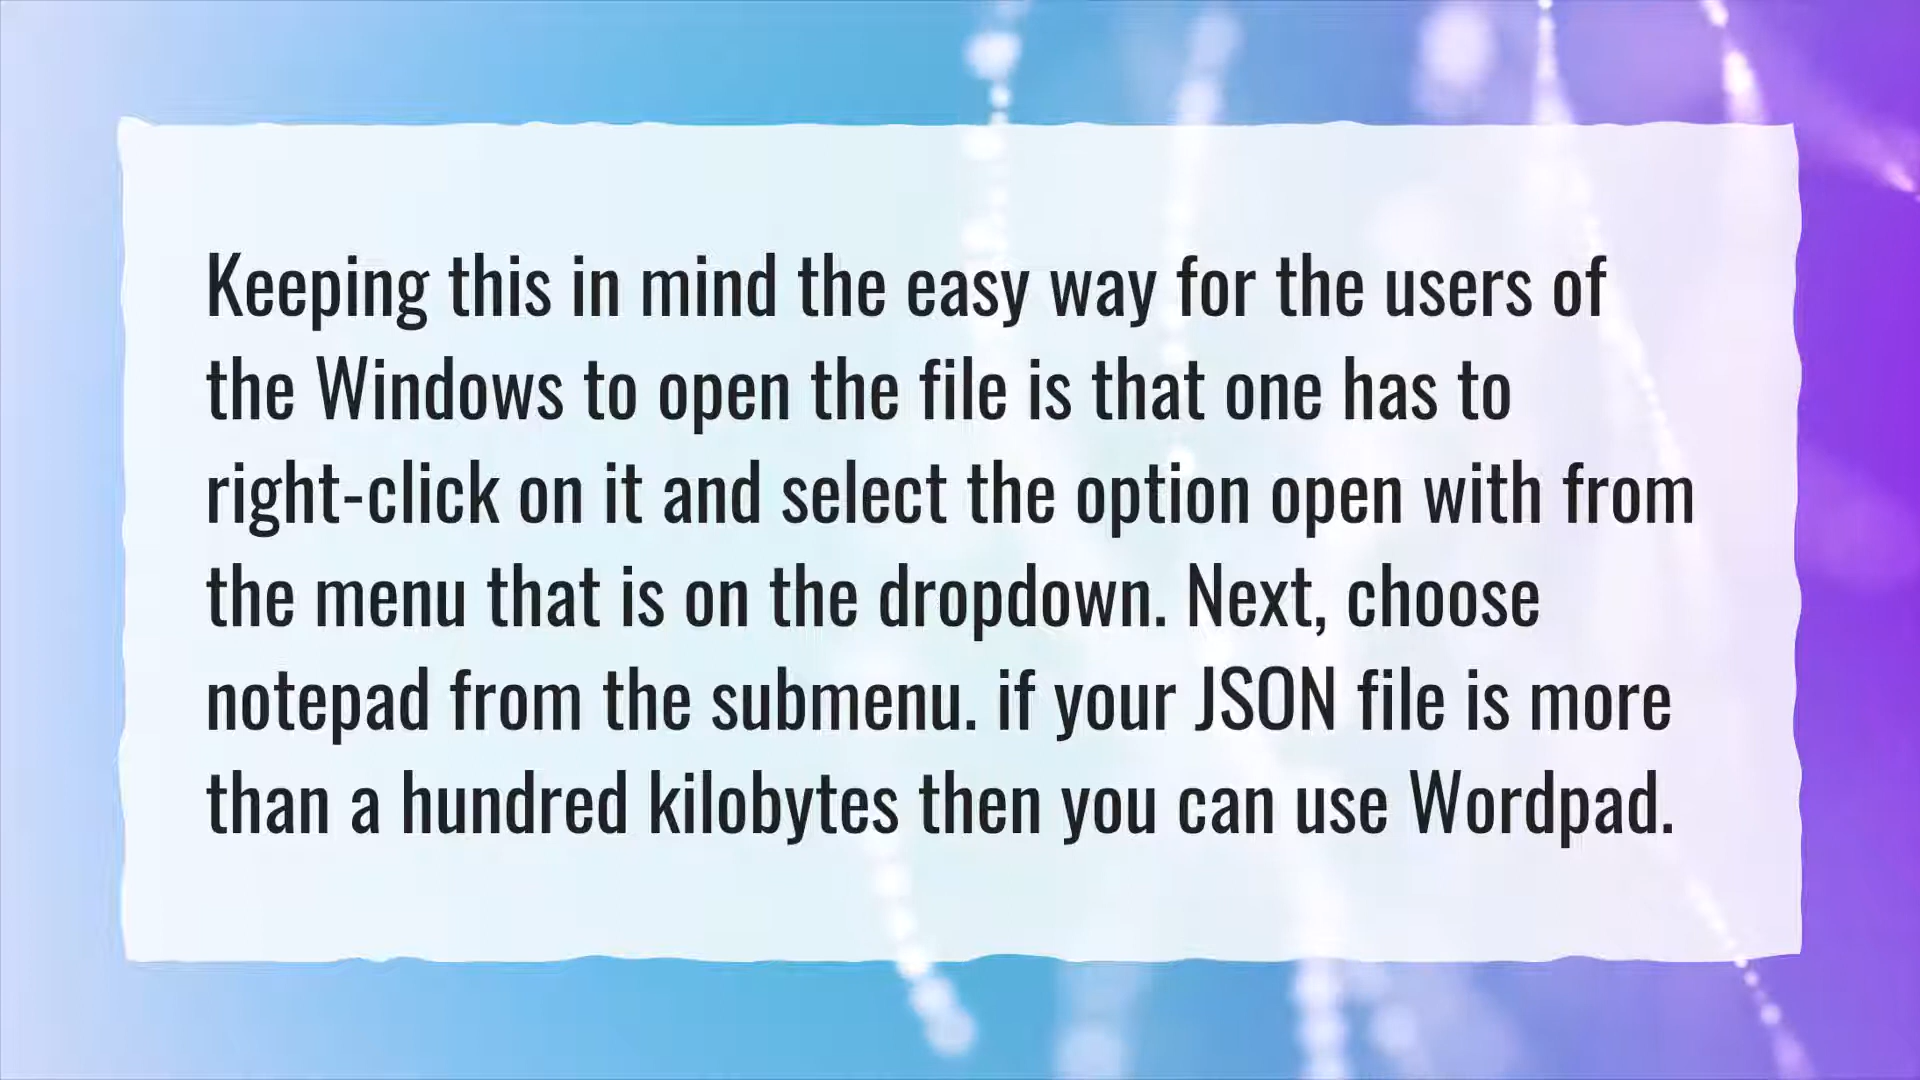 Keeping this in mind the easy way for the users of
the Windows to open the file is that one has to
right-click on it and select the option open with from
the menu that is on the dropdown. Next, choose
notepad from the submenu. if your JSON file is more
than a hundred kilobytes then you can use Wordpad.